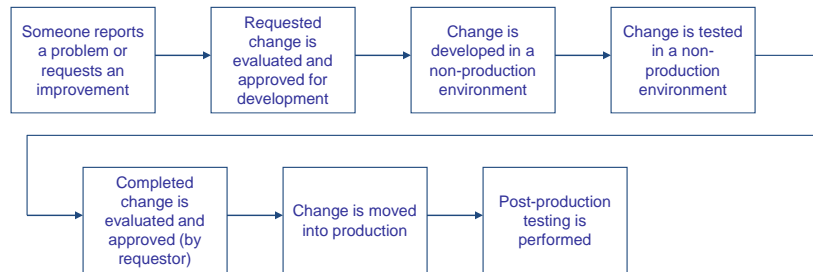 Someone reports
a problem or
requests an
improvement
Requested
change is
evaluated and
approved for
development
Change is
developed in a
non-production
environment
Change is tested
in a non-
production
environment
Completed
change is
evaluated and
approved (by
requestor)
Change is moved
into production
Post-production
testing is
performed